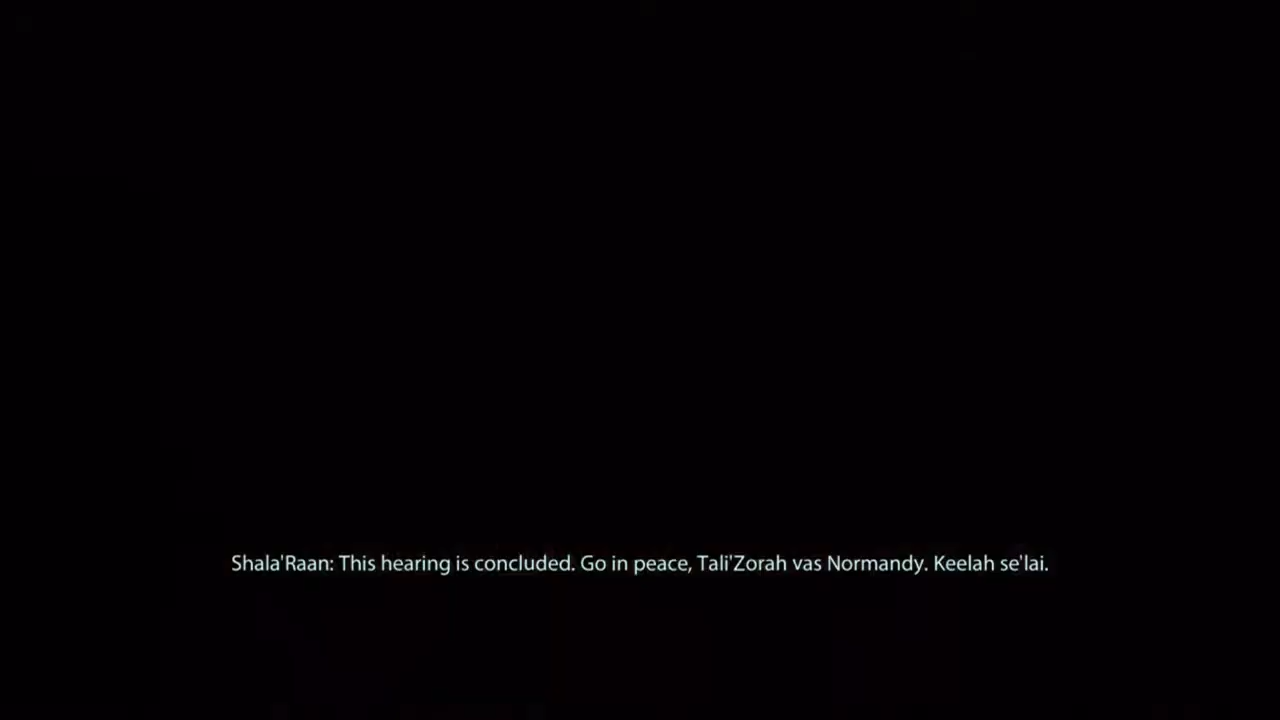 Shala'Raan: This hearing is concluded. Go in peace, Tali'Zorah vas Normandy. Keelah se'lai.